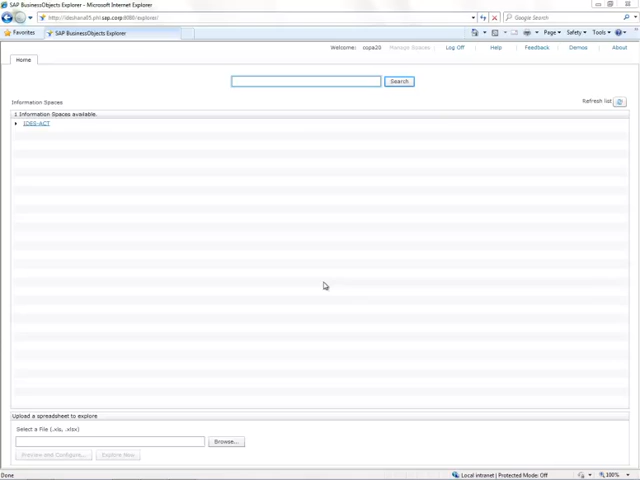 SAP BusinessObjects Explorer - Microsoft Internet Explorer
Favorites
SAP BusinessObjects Explorer
Page
Safety
Tools
Google Search
Welcome: copa20
Manage Spaces
Log Off
Help
Feedback
Demos
About
Home
Search
Information Spaces
Refresh list
1 Information Spaces available.
IDES-ACT
Upload a spreadsheet to explore
Select a File (.xls, .xlsx)
Browse...
Preview and Configure...
Explore Now
Done
Local intranet | Protected Mode: Off
100%